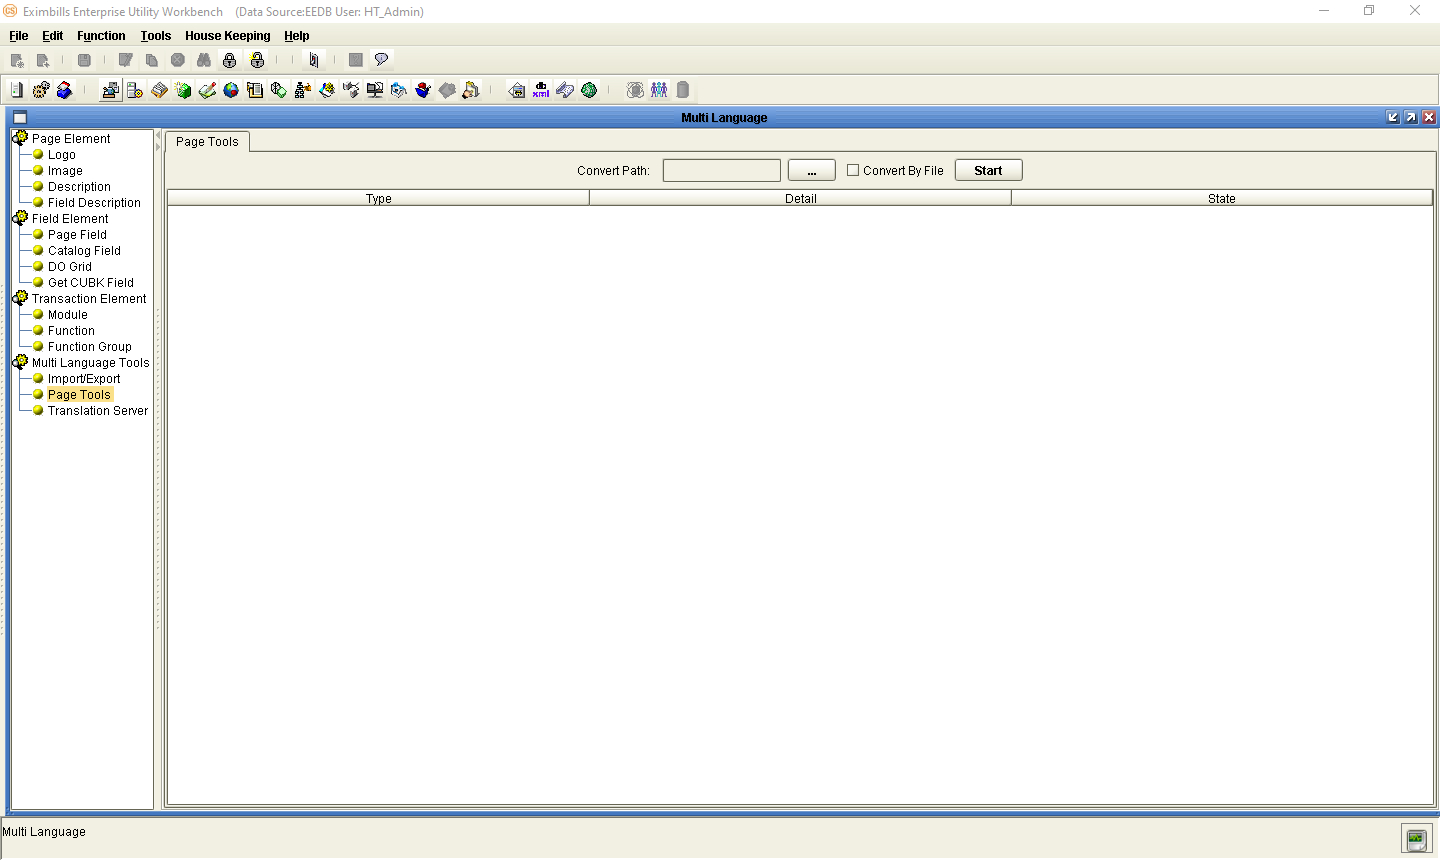 Eximbills Enterprise Utility Workbench (Data Source:EEDB User: HT_Admin)
File Edit Function Tools House Keeping Help
db
xml
Multi Language
Page Element
Logo
Image
Description
Field Description
Field Element
Page Field
Catalog Field
DO Grid
Get CUBK Field
Transaction Element
Module
Function
Function Group
Multi Language Tools
Import/Export
Page Tools
Translation Server
Page Tools
Convert Path: ... Convert By File Start
Type Detail State
Multi Language